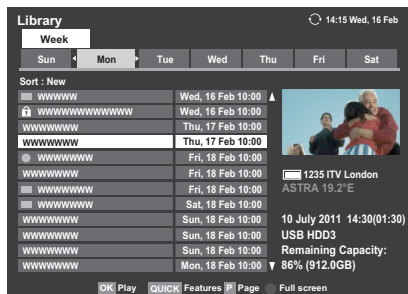 Library
14:15 Wed, 16 Feb
Week
Sun Mon Tue Wed Thu Fri Sat
Sort : New
wwwwww Wed, 16 Feb 10:00
wwwwwwwwwwwww Wed, 16 Feb 10:00
wwwwwwww Thu, 17 Feb 10:00
wwwwwwww Thu, 17 Feb 10:00
wwwwwwww Fri, 18 Feb 10:00
wwwwwwww Fri, 18 Feb 10:00
wwwwwwww Fri, 18 Feb 10:00
wwwwwwww Sat, 18 Feb 10:00
wwwwwwww Sun, 18 Feb 10:00
wwwwwwww Sun, 18 Feb 10:00
wwwwwwww Sun, 18 Feb 10:00
wwwwwwww Mon, 18 Feb 10:00
1235 ITV London
ASTRA 19.2°E
10 July 2011 14:30(01:30)
USB HDD3
Remaining Capacity:
86% (912.0GB)
OK Play QUICK Features P Page Full screen